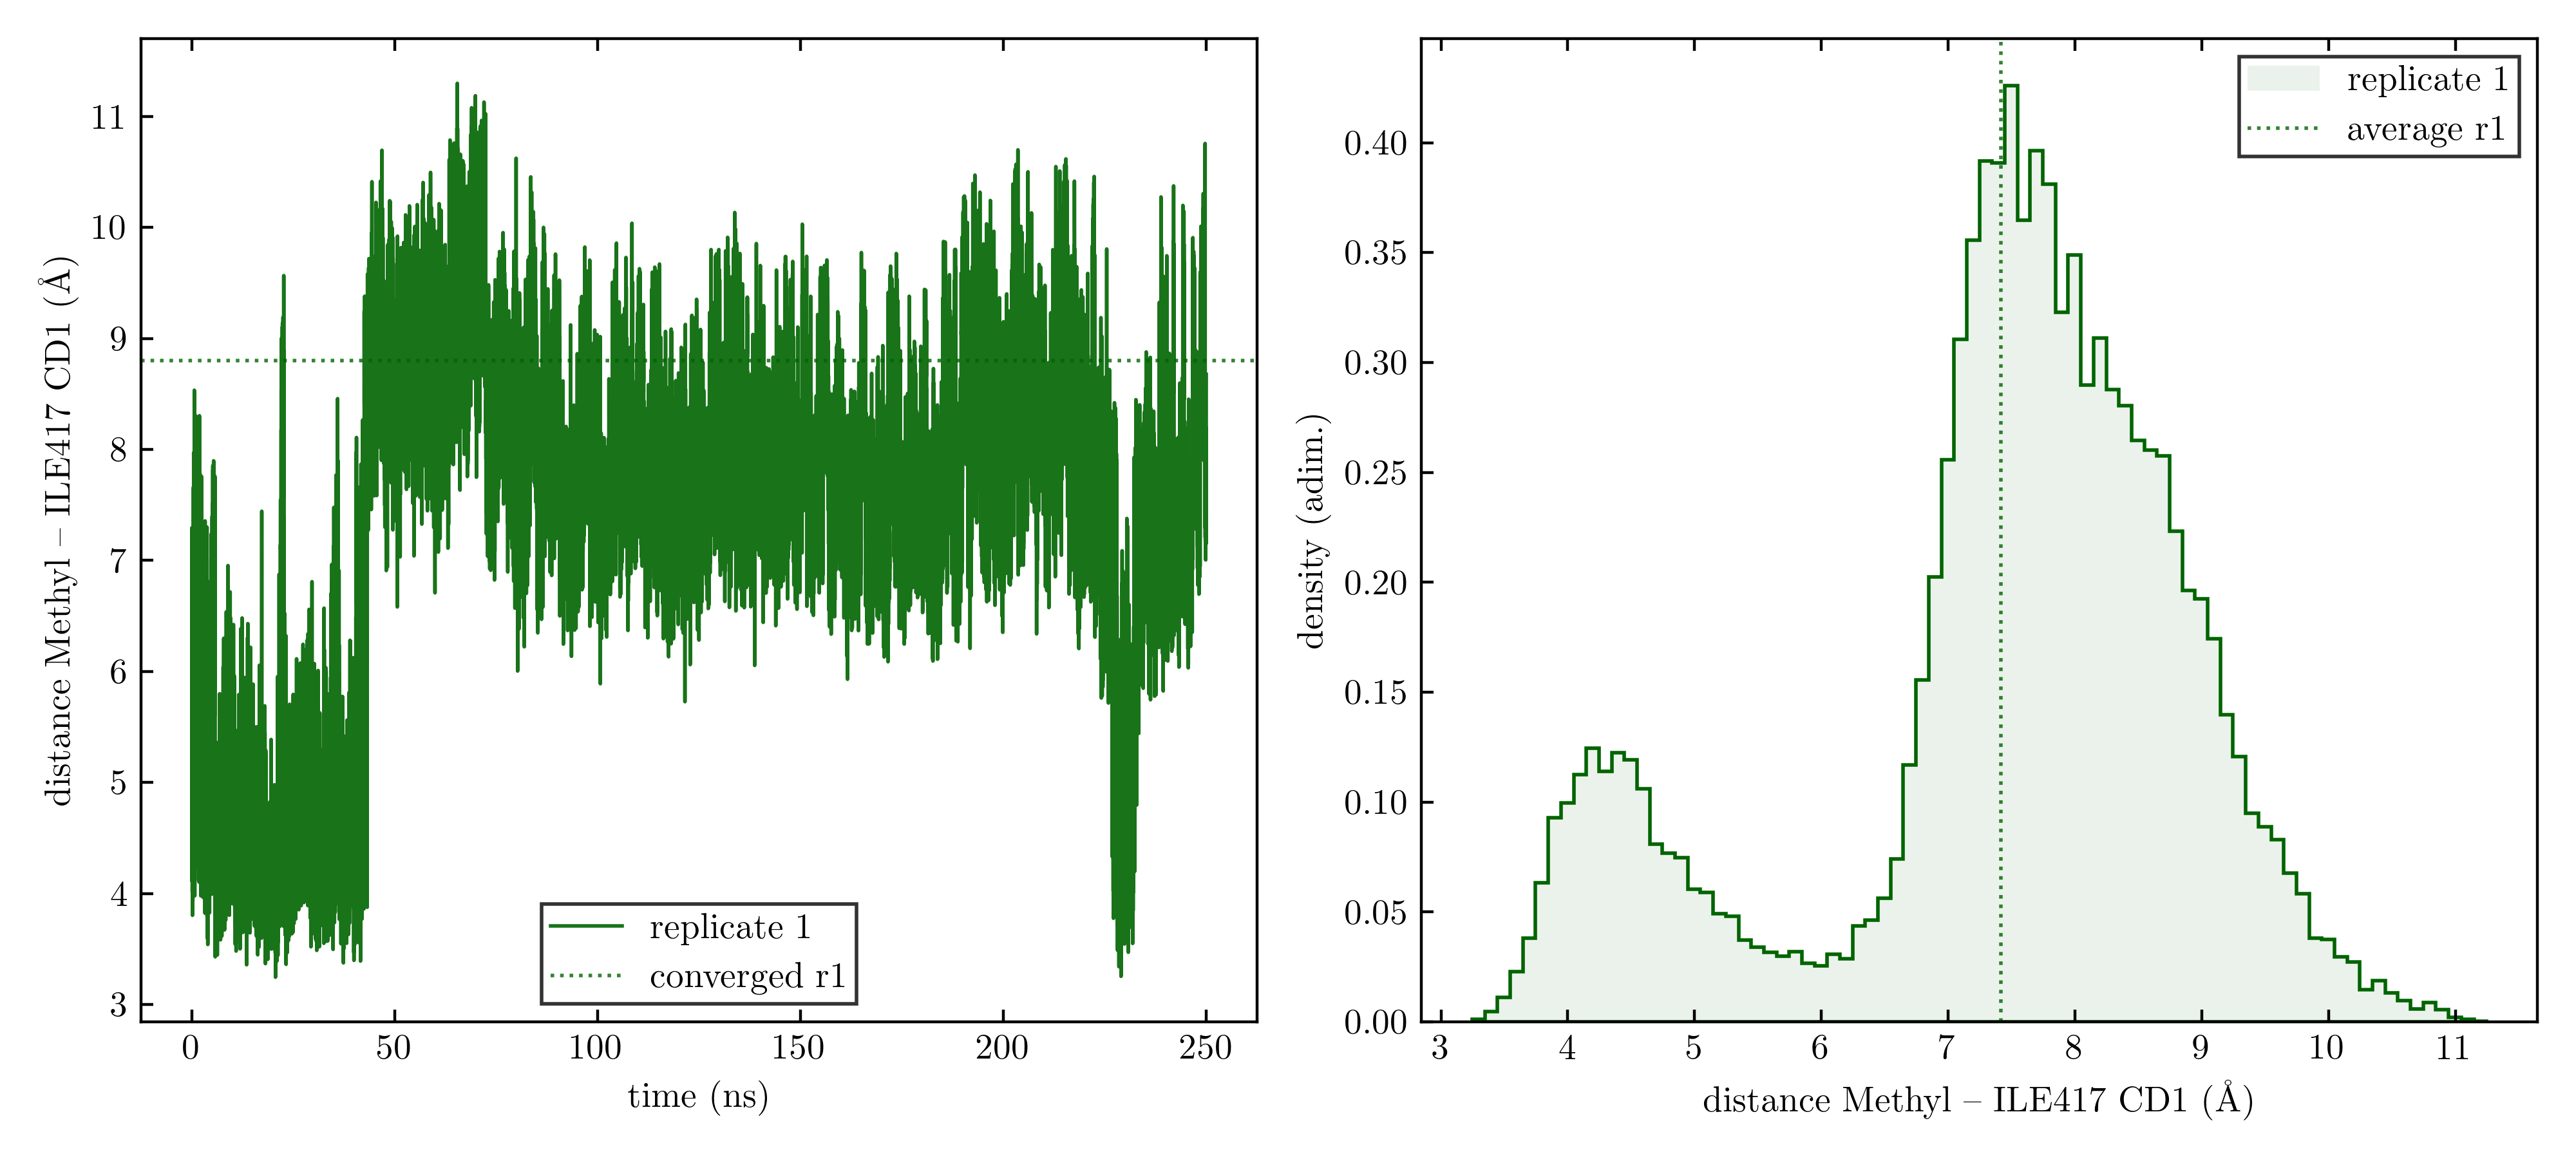 11
10
9
8
7
6
5
4
3
distance Methyl – ILE417 CD1 (Å)
0 50 100 150 200 250
time (ns)
replicate 1
converged r1
0.40
0.35
0.30
0.25
0.20
0.15
0.10
0.05
0.00
density (adim.)
3 4 5 6 7 8 9 10 11
distance Methyl – ILE417 CD1 (Å)
replicate 1
average r1